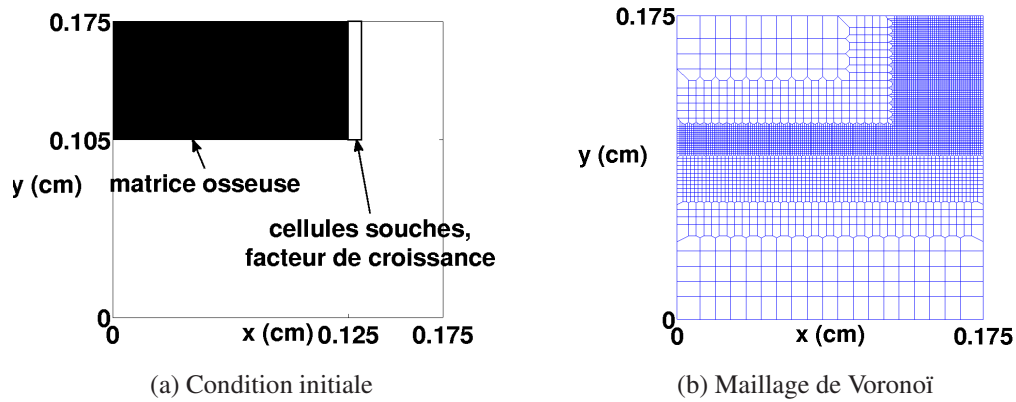 0.175
0.105
y (cm)
matrice osseuse
cellules souches,
facteur de croissance
0
0
x (cm)
0.125
0.175
(a) Condition initiale
0.175
y (cm)
0
0
x (cm)
0.175
(b) Maillage de Voronoï